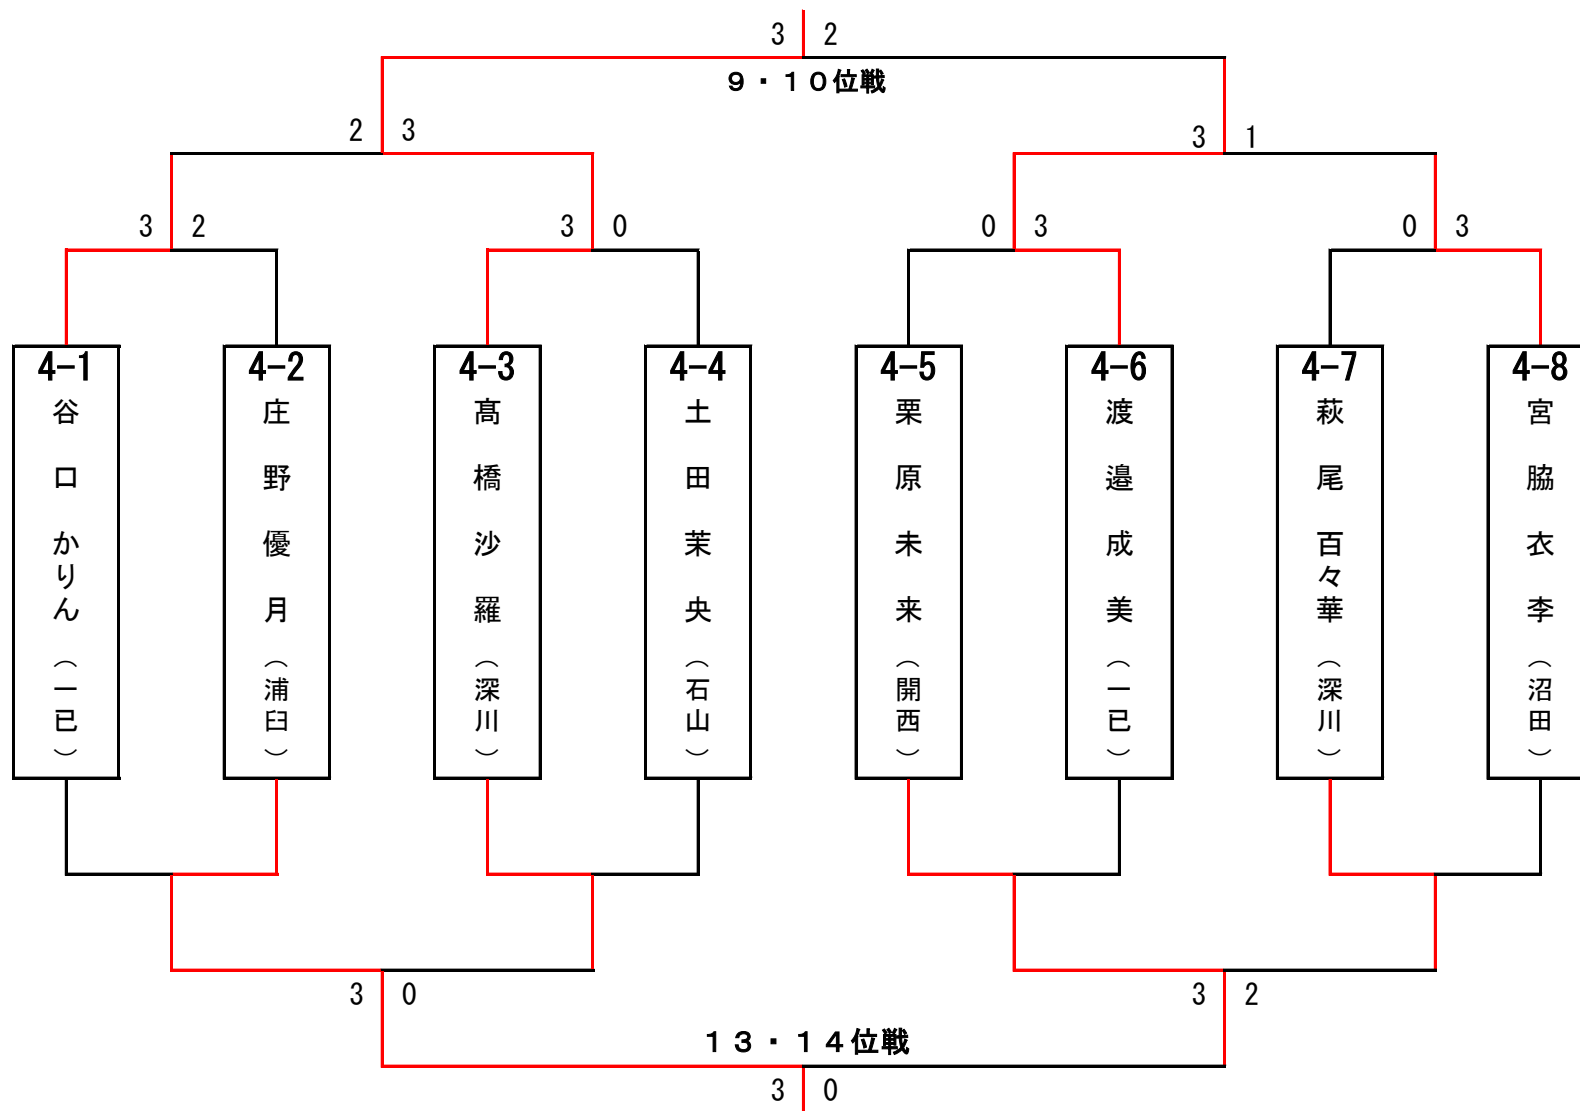 3 2
9・10位戦
2 3
3 1
3 2
3 0
0 3
0 3
4-1
谷口かりん(一已)
4-2
庄野優月(浦臼)
4-3
髙橋沙羅(深川)
4-4
土田茉央(石山)
4-5
栗原未来(開西)
4-6
渡邉成美(一已)
4-7
萩尾百々華(深川)
4-8
宮脇衣李(沼田)
3 0
3 2
13・14位戦
3 0